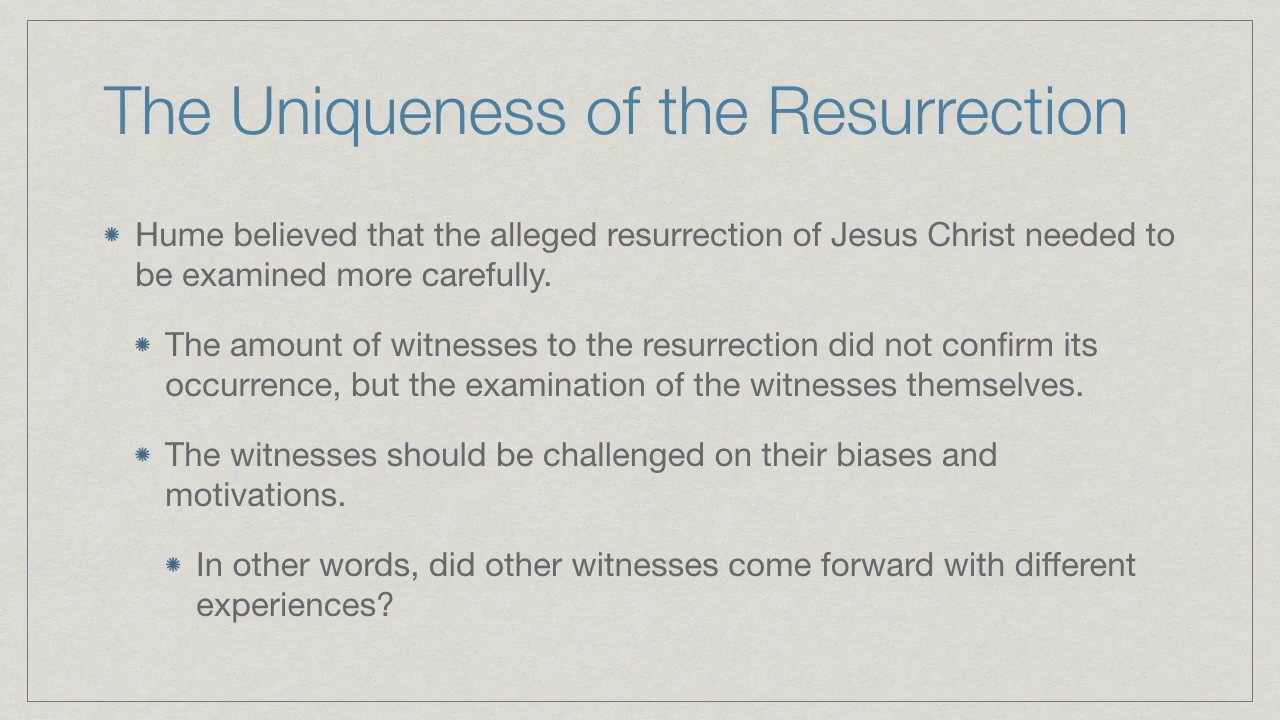 The Uniqueness of the Resurrection
Hume believed that the alleged resurrection of Jesus Christ needed to
be examined more carefully.
The amount of witnesses to the resurrection did not confirm its
occurrence, but the examination of the witnesses themselves.
The witnesses should be challenged on their biases and
motivations.
In other words, did other witnesses come forward with different
experiences?